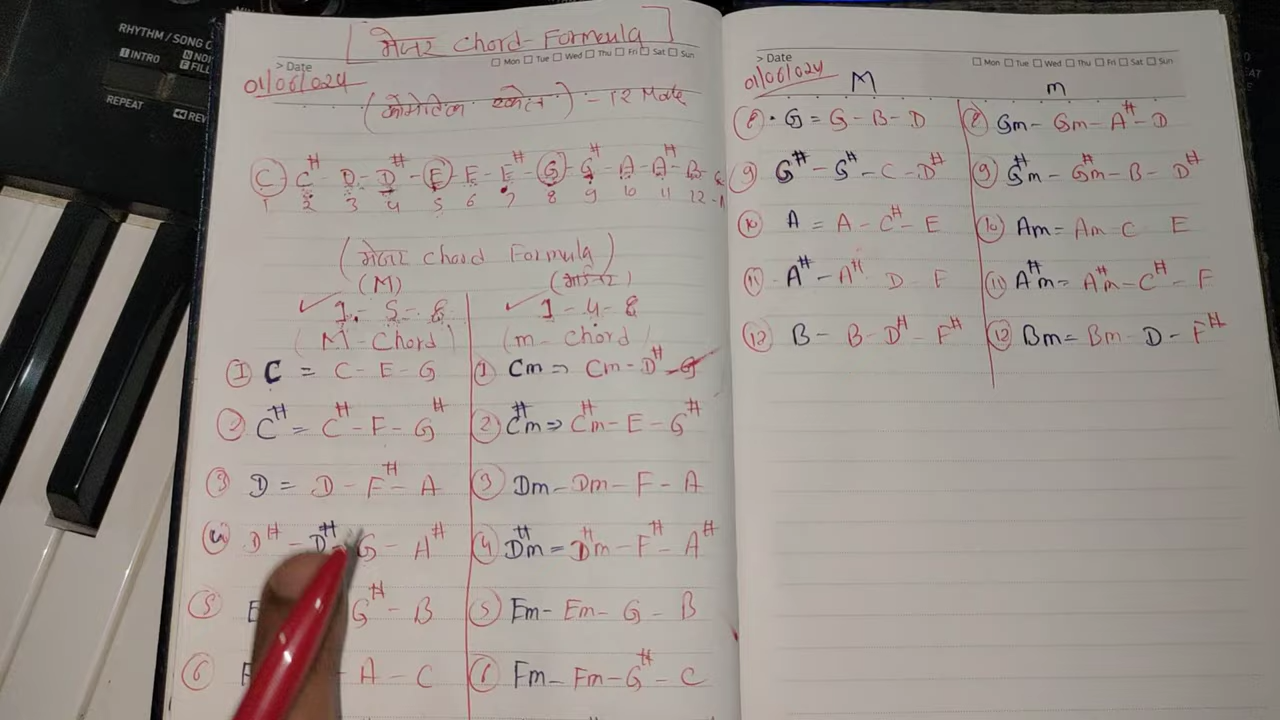 RHYTHM / SONG C
INTRO
FILL
REPEAT
REV
[मेजर Chord Formula]
> Date
Mon Tue Wed Thu Fri Sat Sun
01/06/024
(क्रोमेटिक स्केल) - 12
C C# - D - D# - E F - E# - G - G# - A - A# - B -
1 2 3 4 5 6 7 8 9 10 11 12
(मेजर Chord Formula)
(M) (माइनर)
1 - 5 - 8 1 - 4 - 8
(M - Chord) (m - chord)
① C = C - E - G ① Cm ⇒ Cm - D# - G
② C# = C# - F - G# ② C#m ⇒ C#m - E - G#
③ D = D - F# - A ③ Dm - Dm - F - A
④ D# - D# - G - A# ④ D#m = D#m - F# - A#
⑤ E G# - B ⑤ Em - Em - G - B
⑥ F - A - C ⑥ Fm - Fm - G# - C
> Date
Mon Tue Wed Thu Fri Sat Sun
01/06/024 M m
⑧ G = G - B - D ⑧ Gm - Gm - A# - D
⑨ G# - G# - C - D# ⑨ G#m - G#m - B - D#
⑩ A = A - C# - E ⑩ Am = Am - C E
⑪ A# - A# D F ⑪ A#m = A#m - C# - F
⑫ B - B - D# - F# ⑫ Bm = Bm - D - F#